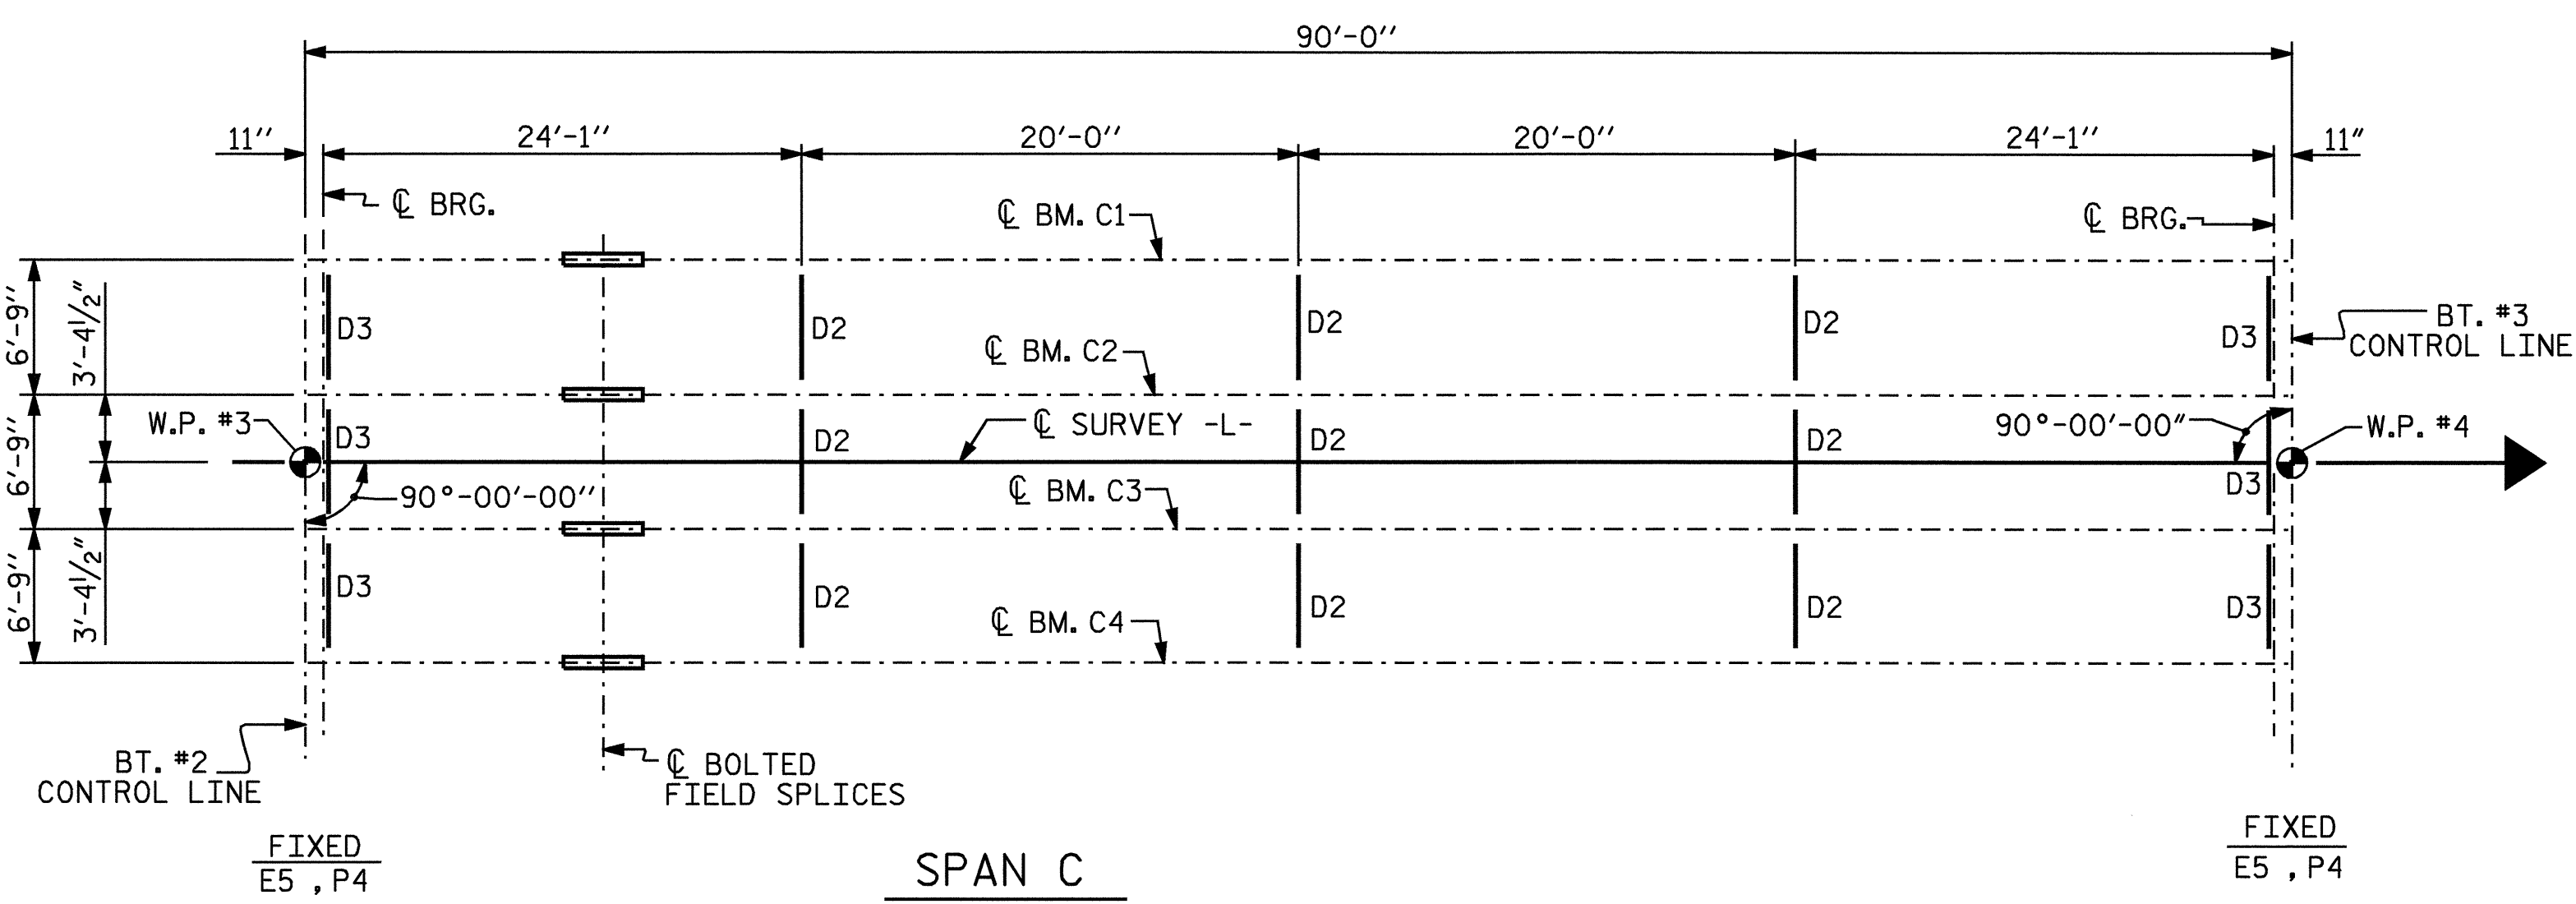 90'-0"
11" 24'-1" 20'-0" 20'-0" 24'-1" 11"
℄ BRG.
℄ BM. C1
℄ BRG.
6'-9"
3'-4½"
D3 D2 D2 D2 D3
BT. #3
CONTROL LINE
℄ BM. C2
W.P. #3
D3 D2
℄ SURVEY -L-
D2 D2
90°-00'-00"
W.P. #4
6'-9"
90°-00'-00"
℄ BM. C3
D3
6'-9"
3'-4½"
D3 D2 D2 D2 D3
℄ BM. C4
BT. #2
CONTROL LINE
℄ BOLTED
FIELD SPLICES
FIXED
E5 , P4
SPAN C
FIXED
E5 , P4